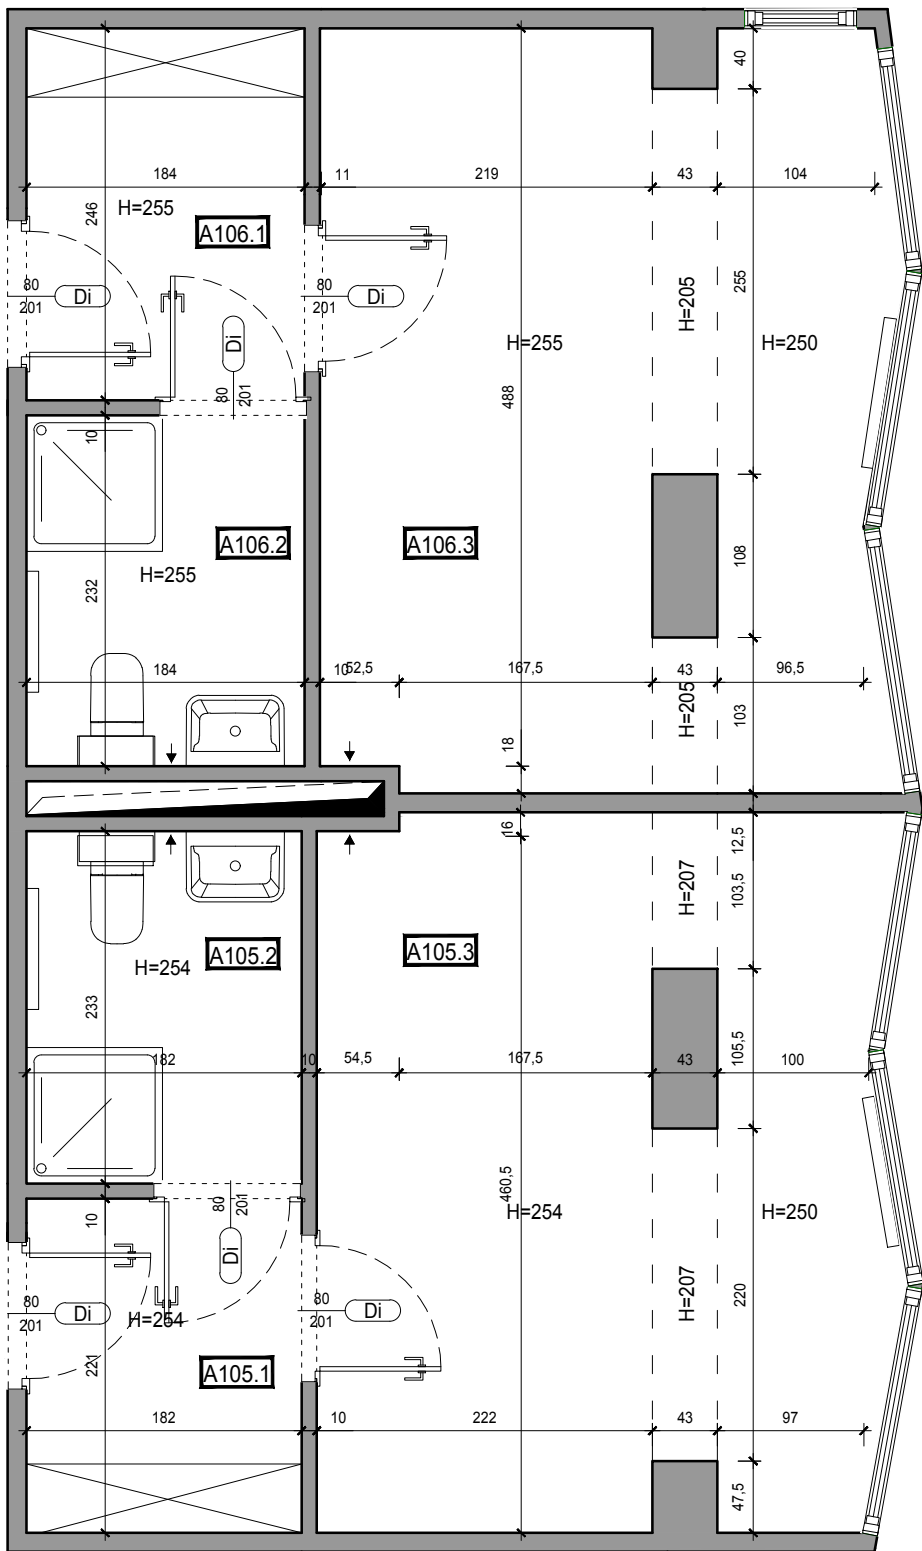 40
184
11
219
43
104
246
H=255
A106.1
80
201
Di
Di
80
201
80
201
Di
H=205
255
H=255
H=250
488
10
A106.2
A106.3
H=255
232
108
184
10
52,5
167,5
43
96,5
H=205
103
18
16
12,5
H=207
103,5
A105.2
A105.3
H=254
233
182
10
54,5
167,5
43
105,5
100
460,5
H=254
H=250
80
201
Di
10
80
201
Di
H=254
80
201
Di
H=207
220
221
A105.1
182
10
222
43
97
47,5